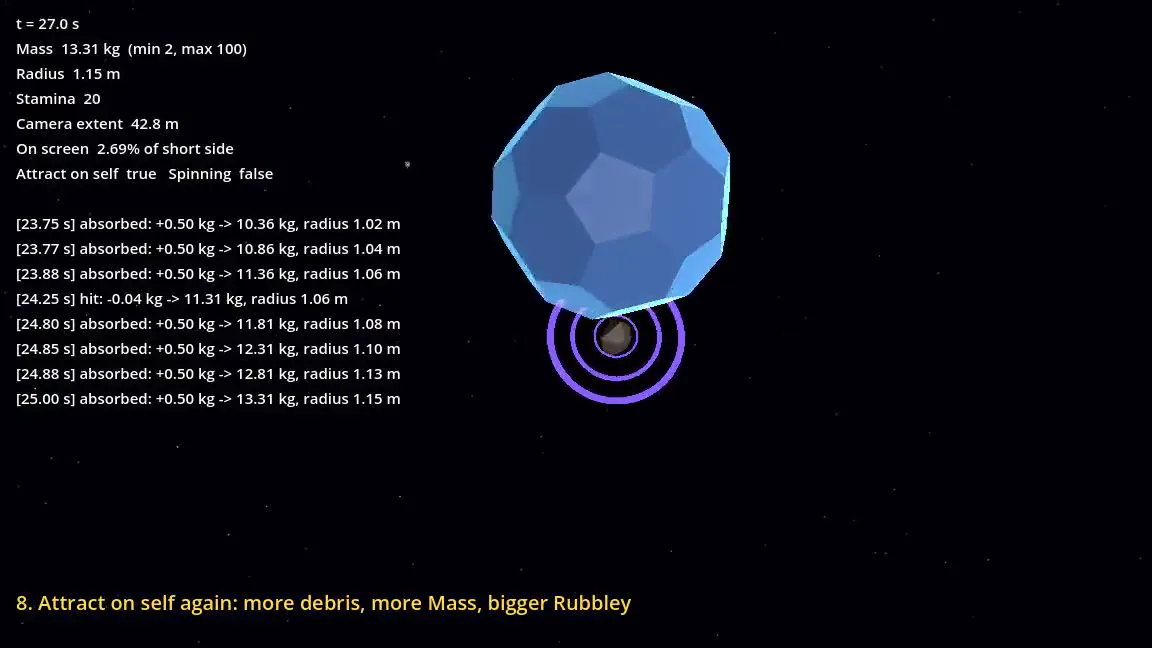 t = 27.0 s
Mass  13.31 kg  (min 2, max 100)
Radius  1.15 m
Stamina  20
Camera extent  42.8 m
On screen  2.69% of short side
Attract on self  true   Spinning  false
[23.75 s] absorbed: +0.50 kg -> 10.36 kg, radius 1.02 m
[23.77 s] absorbed: +0.50 kg -> 10.86 kg, radius 1.04 m
[23.88 s] absorbed: +0.50 kg -> 11.36 kg, radius 1.06 m
[24.25 s] hit: -0.04 kg -> 11.31 kg, radius 1.06 m
[24.80 s] absorbed: +0.50 kg -> 11.81 kg, radius 1.08 m
[24.85 s] absorbed: +0.50 kg -> 12.31 kg, radius 1.10 m
[24.88 s] absorbed: +0.50 kg -> 12.81 kg, radius 1.13 m
[25.00 s] absorbed: +0.50 kg -> 13.31 kg, radius 1.15 m
8. Attract on self again: more debris, more Mass, bigger Rubbley